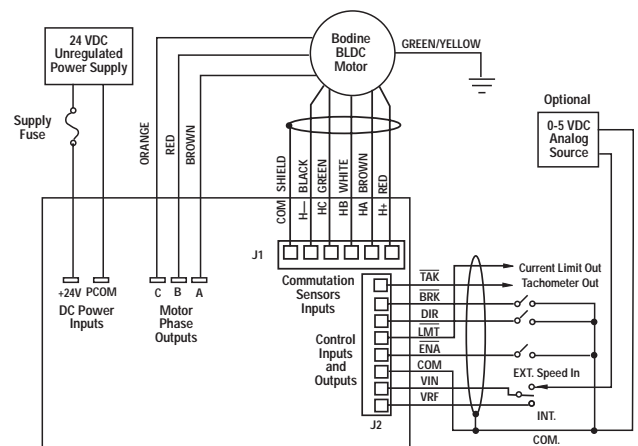 24 VDC
Unregulated
Power Supply
Bodine
BLDC
Motor
GREEN/YELLOW
Optional
0-5 VDC
Analog
Source
Supply
Fuse
ORANGE
RED
BROWN
COM SHIELD
H— BLACK
HC GREEN
HB WHITE
HA BROWN
H+ RED
J1
+24V
PCOM
C
B
A
DC Power
Inputs
Motor
Phase
Outputs
Commutation
Sensors
Inputs
Control
Inputs
and
Outputs
TAK
BRK
DIR
LMT
ENA
COM
VIN
VRF
J2
Current Limit Out
Tachometer Out
EXT. Speed In
INT.
COM.